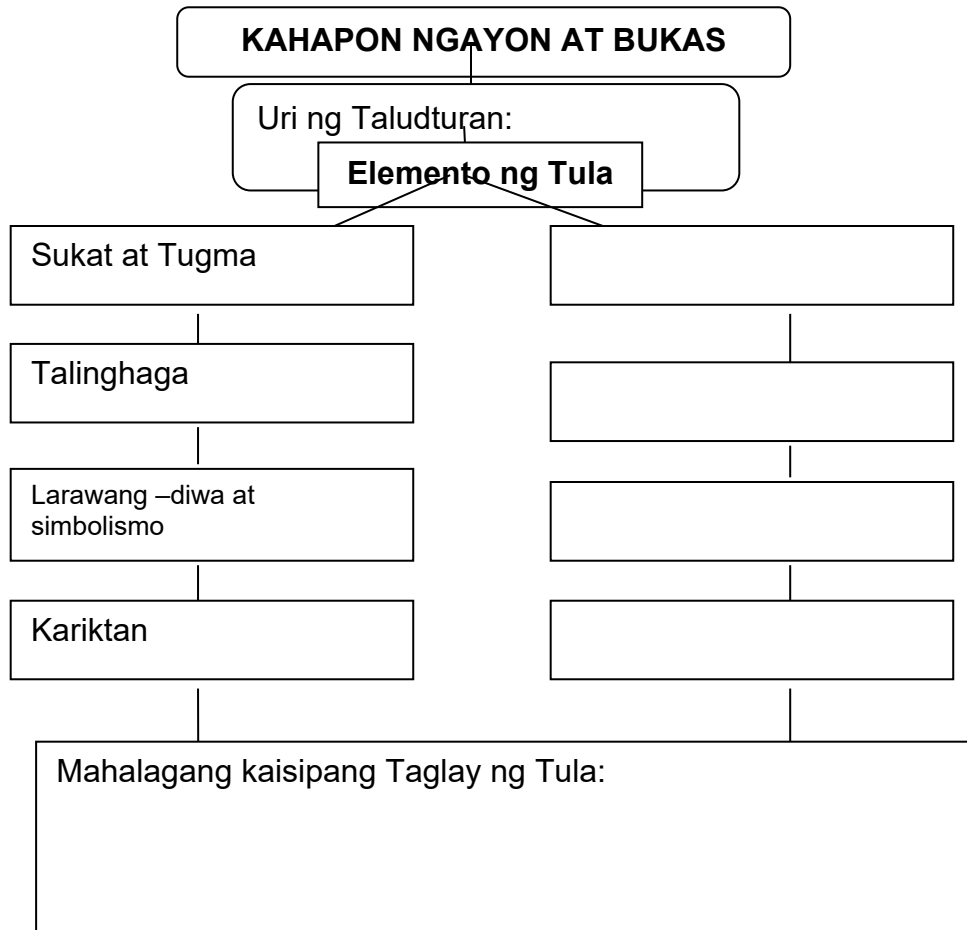 KAHAPON NGAYON AT BUKAS
Uri ng Taludturan:
Elemento ng Tula
Sukat at Tugma
Talinghaga
Larawang –diwa at
simbolismo
Kariktan
Mahalagang kaisipang Taglay ng Tula: